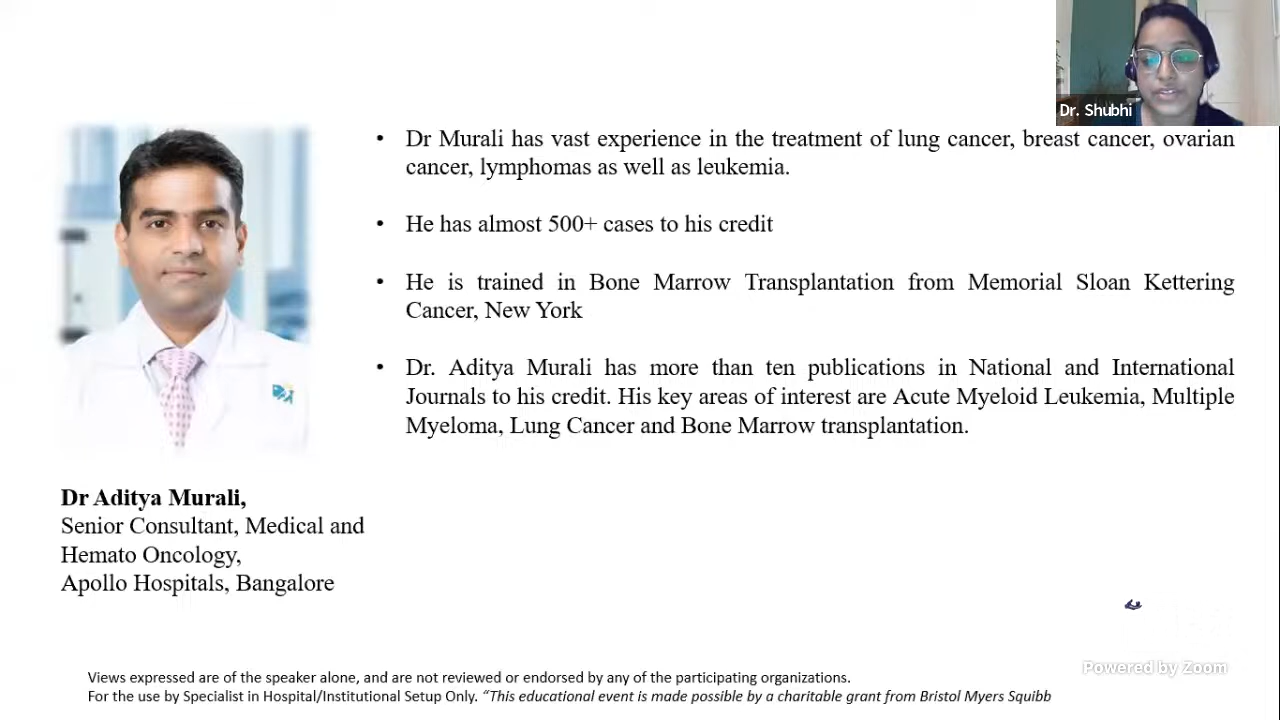 Dr. Shubhi
• Dr Murali has vast experience in the treatment of lung cancer, breast cancer, ovarian
cancer, lymphomas as well as leukemia.
• He has almost 500+ cases to his credit
• He is trained in Bone Marrow Transplantation from Memorial Sloan Kettering
Cancer, New York
• Dr. Aditya Murali has more than ten publications in National and International
Journals to his credit. His key areas of interest are Acute Myeloid Leukemia, Multiple
Myeloma, Lung Cancer and Bone Marrow transplantation.
Dr Aditya Murali,
Senior Consultant, Medical and
Hemato Oncology,
Apollo Hospitals, Bangalore
Powered by Zoom
Views expressed are of the speaker alone, and are not reviewed or endorsed by any of the participating organizations.
For the use by Specialist in Hospital/Institutional Setup Only. “This educational event is made possible by a charitable grant from Bristol Myers Squibb